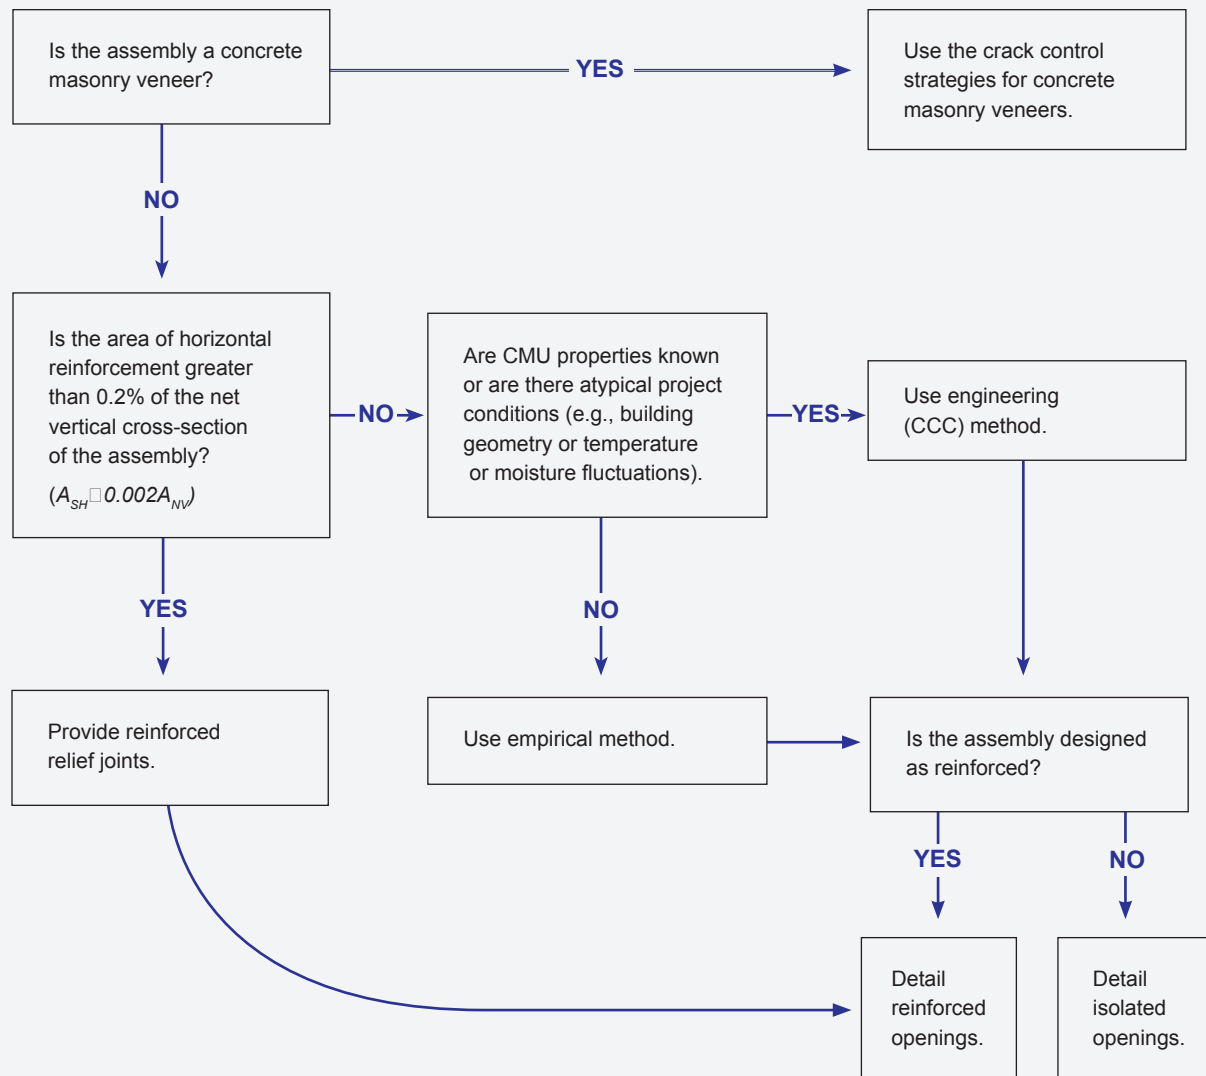 Is the assembly a concrete
masonry veneer?
YES
Use the crack control
strategies for concrete
masonry veneers.
NO
Is the area of horizontal
reinforcement greater
than 0.2% of the net
vertical cross-section
of the assembly?
(A_SH□0.002A_NV)
NO
Are CMU properties known
or are there atypical project
conditions (e.g., building
geometry or temperature
or moisture fluctuations).
YES
Use engineering
(CCC) method.
YES
NO
Provide reinforced
relief joints.
Use empirical method.
Is the assembly designed
as reinforced?
YES
NO
Detail
reinforced
openings.
Detail
isolated
openings.